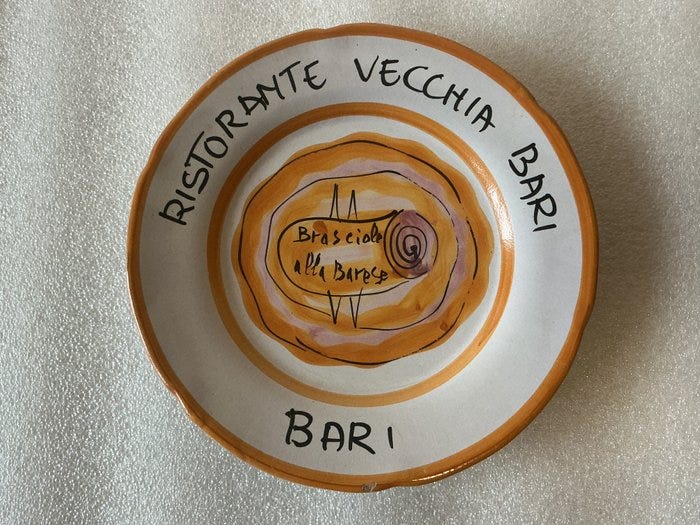 RISTORANTE VECCHIA BARI
Brasciole
alla Barese
BARI